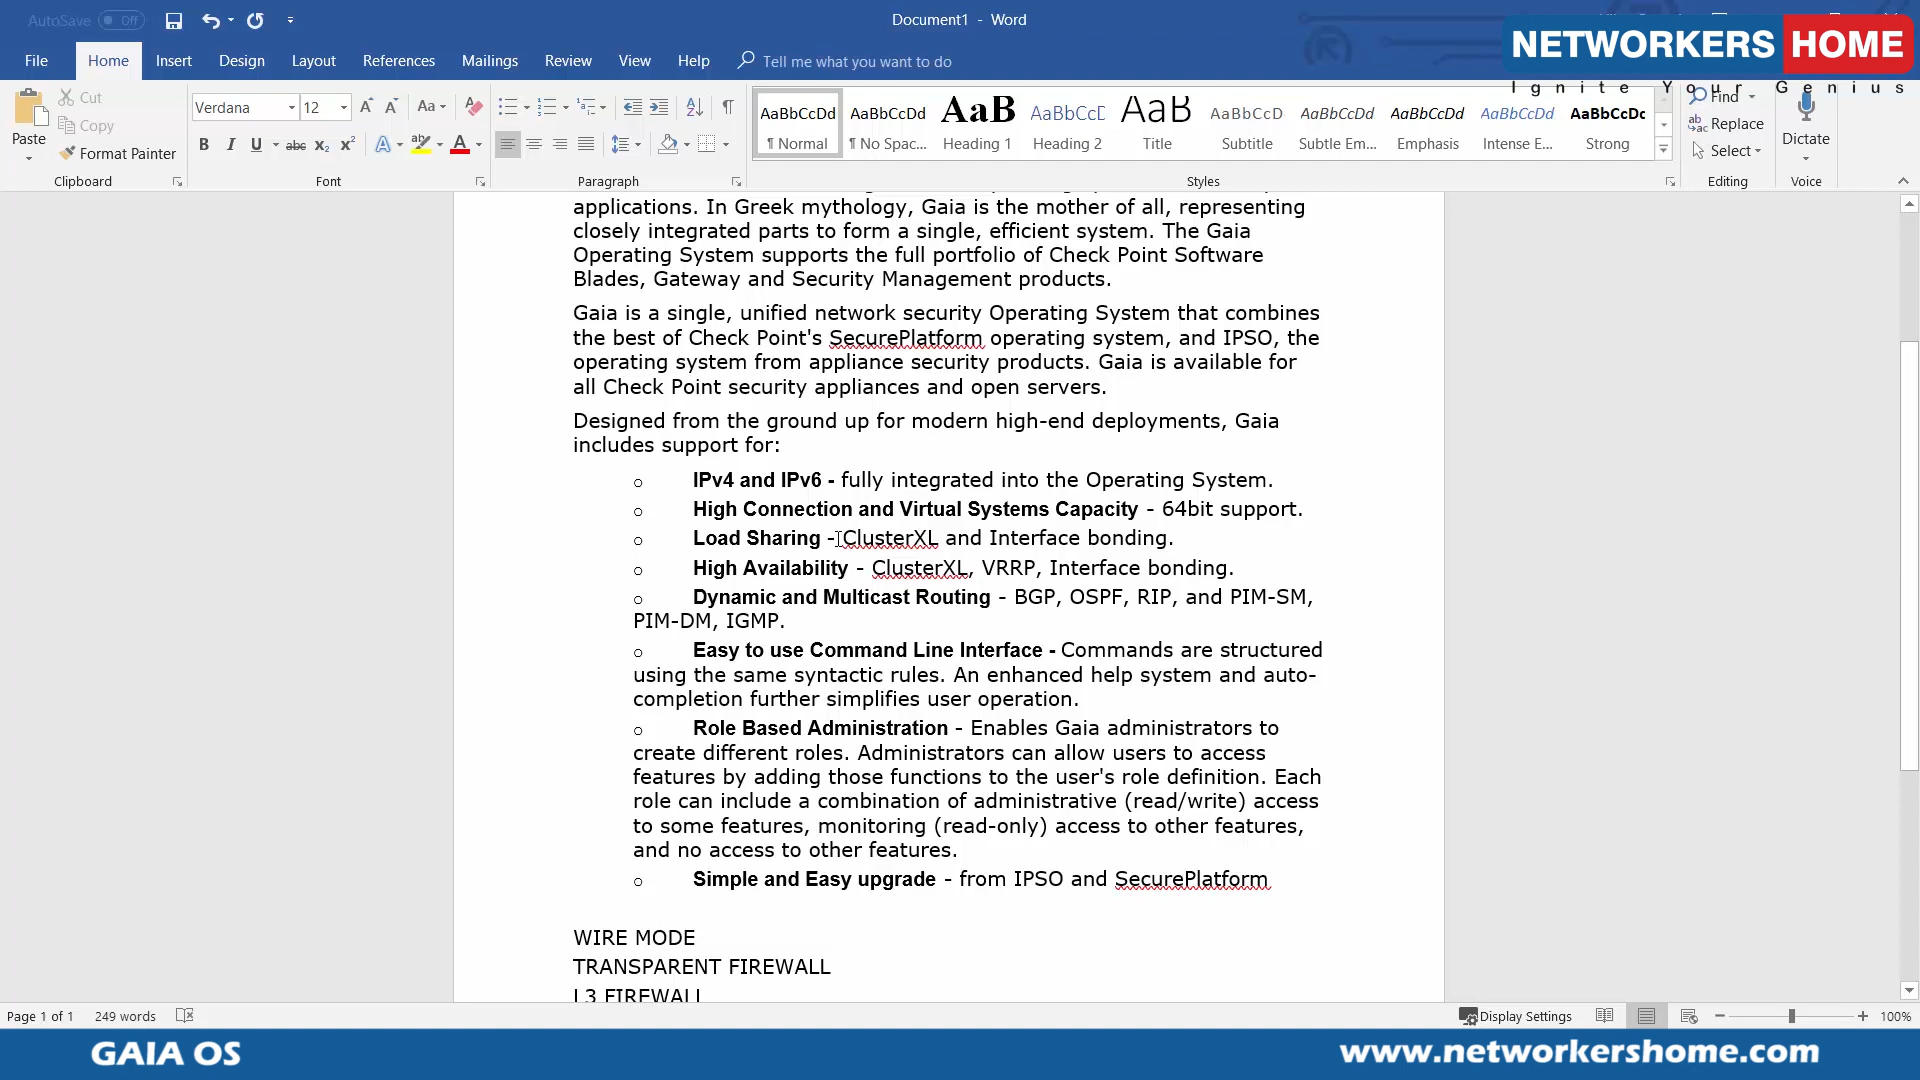 AutoSave Off
Document1 - Word
NETWORKERS HOME
Ignite Your Genius
File Home Insert Design Layout References Mailings Review View Help Tell me what you want to do
Paste
Cut
Copy
Format Painter
Clipboard
Verdana 12
Font
Paragraph
AaBbCcDd AaBbCcDd AaB AaBbCcC AaB AaBbCcD AaBbCcDd AaBbCcDd AaBbCcDd AaBbCcDc
¶ Normal ¶ No Spac... Heading 1 Heading 2 Title Subtitle Subtle Em... Emphasis Intense E... Strong
Styles
Find
Replace
Select
Editing
Dictate
Voice
applications. In Greek mythology, Gaia is the mother of all, representing
closely integrated parts to form a single, efficient system. The Gaia
Operating System supports the full portfolio of Check Point Software
Blades, Gateway and Security Management products.
Gaia is a single, unified network security Operating System that combines
the best of Check Point's SecurePlatform operating system, and IPSO, the
operating system from appliance security products. Gaia is available for
all Check Point security appliances and open servers.
Designed from the ground up for modern high-end deployments, Gaia
includes support for:
o IPv4 and IPv6 - fully integrated into the Operating System.
o High Connection and Virtual Systems Capacity - 64bit support.
o Load Sharing - ClusterXL and Interface bonding.
o High Availability - ClusterXL, VRRP, Interface bonding.
o Dynamic and Multicast Routing - BGP, OSPF, RIP, and PIM-SM,
PIM-DM, IGMP.
o Easy to use Command Line Interface - Commands are structured
using the same syntactic rules. An enhanced help system and auto-
completion further simplifies user operation.
o Role Based Administration - Enables Gaia administrators to
create different roles. Administrators can allow users to access
features by adding those functions to the user's role definition. Each
role can include a combination of administrative (read/write) access
to some features, monitoring (read-only) access to other features,
and no access to other features.
o Simple and Easy upgrade - from IPSO and SecurePlatform
WIRE MODE
TRANSPARENT FIREWALL
L3 FIREWALL
Page 1 of 1 249 words Display Settings 100%
GAIA OS www.networkershome.com